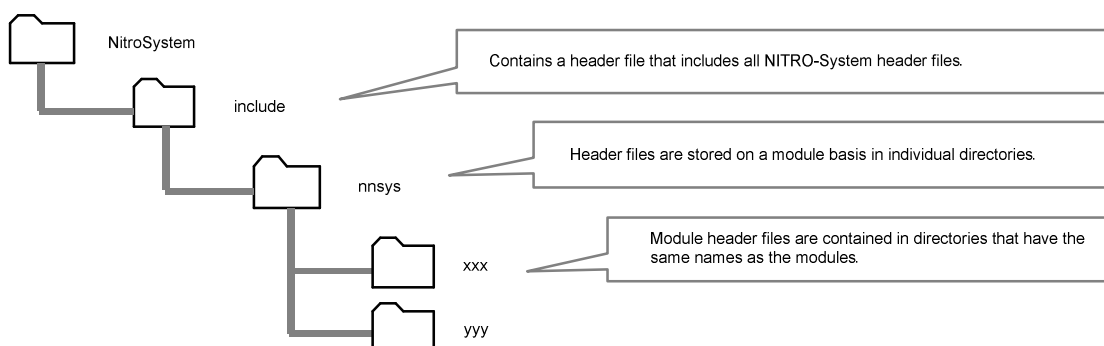 NitroSystem
Contains a header file that includes all NITRO-System header files.
include
Header files are stored on a module basis in individual directories.
nnsys
Module header files are contained in directories that have the
same names as the modules.
xxx
yyy